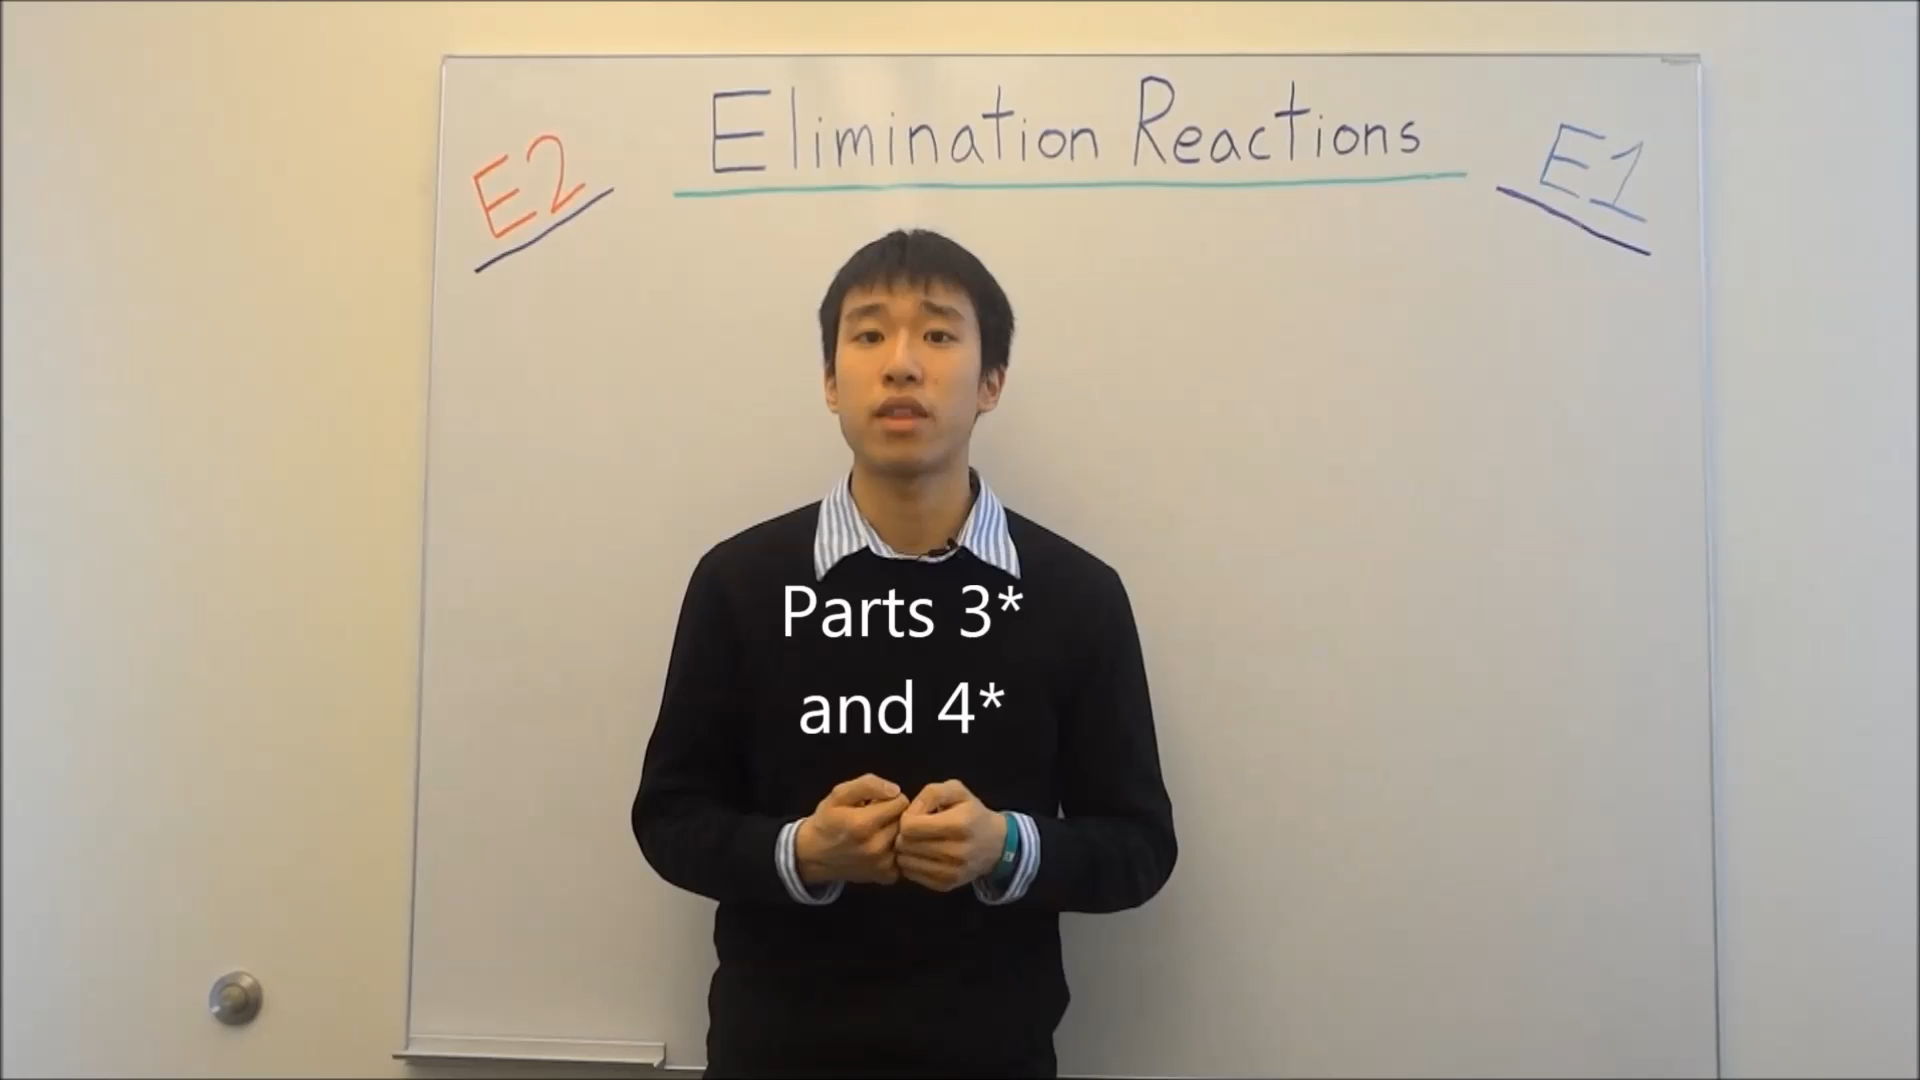 Elimination Reactions
E2
E1
Parts 3*
and 4*